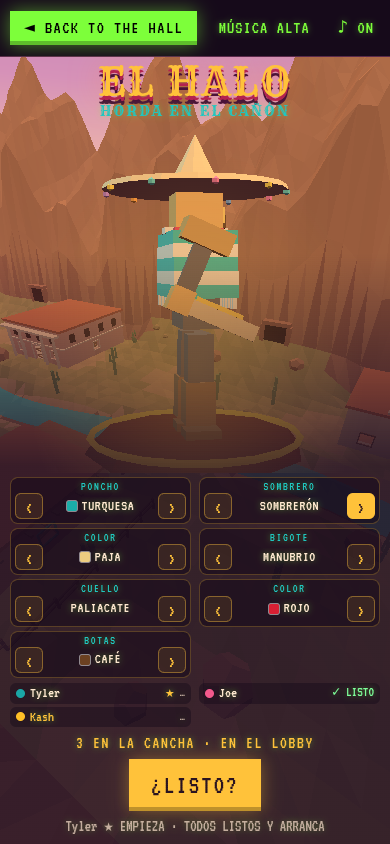 ◄ BACK TO THE HALL MÚSICA ALTA ♪ ON
EL HALO
HORDA EN EL CAÑÓN
PONCHO
‹ TURQUESA ›
SOMBRERO
‹ SOMBRERÓN ›
COLOR
‹ PAJA ›
BIGOTE
‹ MANUBRIO ›
CUELLO
‹ PALIACATE ›
COLOR
‹ ROJO ›
BOTAS
‹ CAFÉ ›
Tyler ★ …
Joe ✓ LISTO
Kash …
3 EN LA CANCHA · EN EL LOBBY
¿LISTO?
Tyler ★ EMPIEZA · TODOS LISTOS Y ARRANCA